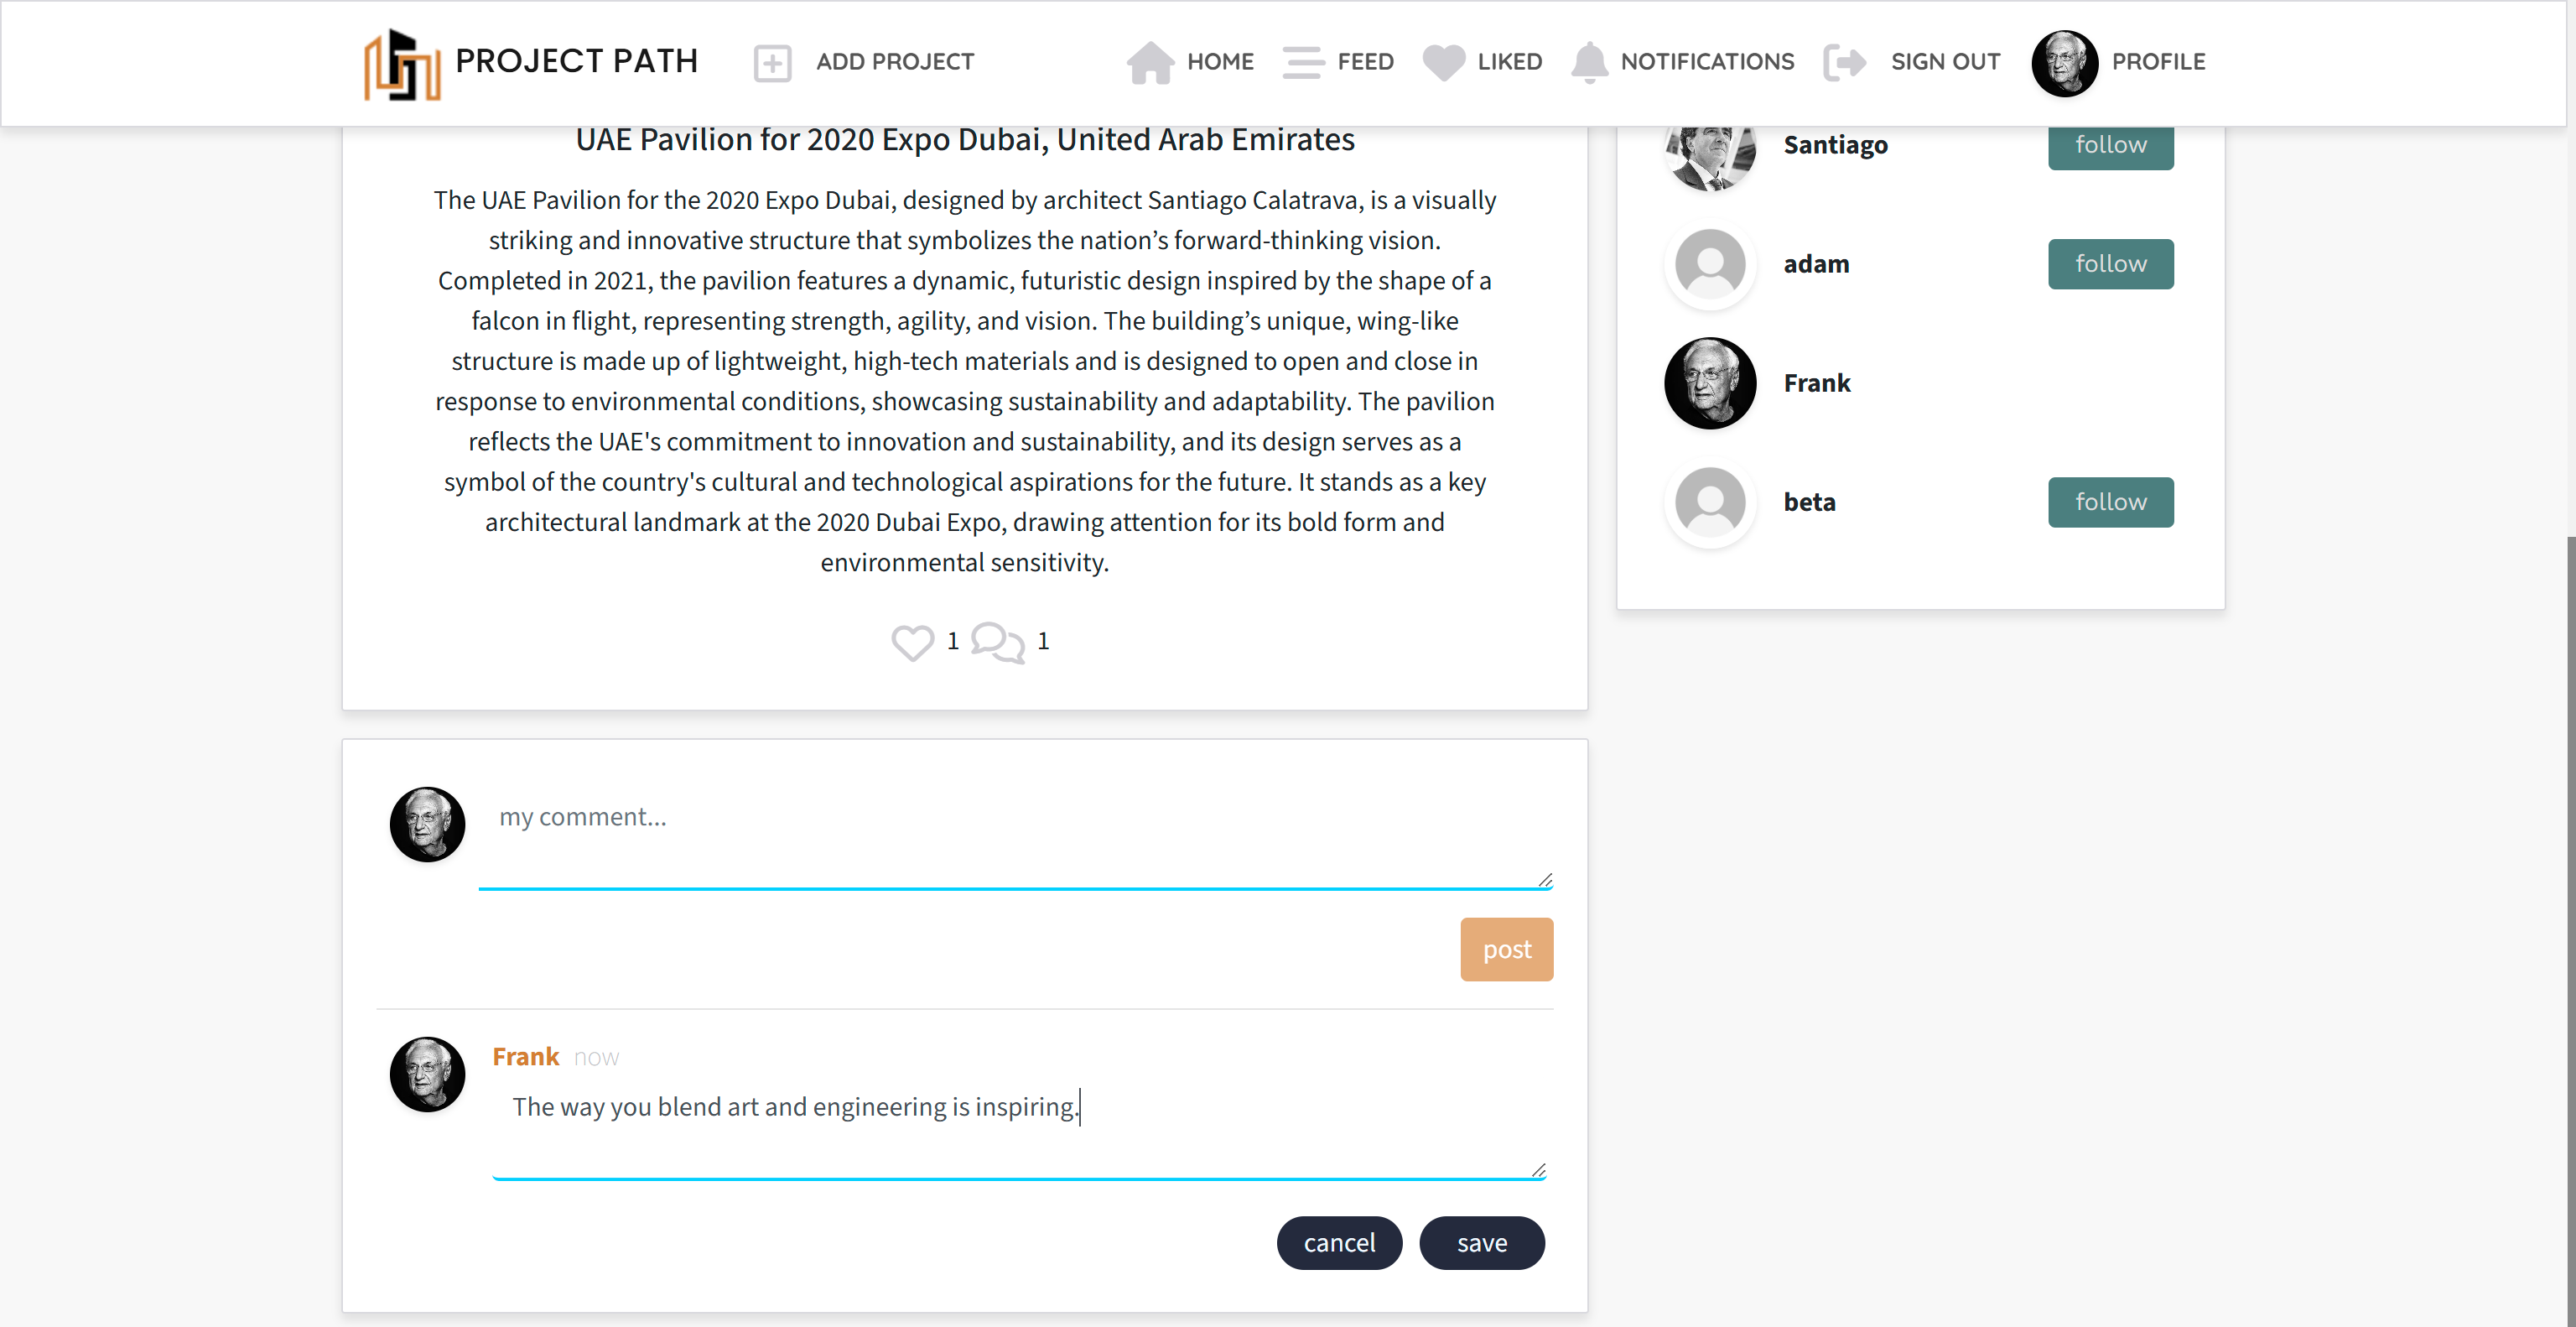 PROJECT PATH
ADD PROJECT
HOME
FEED
LIKED
NOTIFICATIONS
SIGN OUT
PROFILE
UAE Pavilion for 2020 Expo Dubai, United Arab Emirates
The UAE Pavilion for the 2020 Expo Dubai, designed by architect Santiago Calatrava, is a visually
striking and innovative structure that symbolizes the nation’s forward-thinking vision.
Completed in 2021, the pavilion features a dynamic, futuristic design inspired by the shape of a
falcon in flight, representing strength, agility, and vision. The building’s unique, wing-like
structure is made up of lightweight, high-tech materials and is designed to open and close in
response to environmental conditions, showcasing sustainability and adaptability. The pavilion
reflects the UAE's commitment to innovation and sustainability, and its design serves as a
symbol of the country's cultural and technological aspirations for the future. It stands as a key
architectural landmark at the 2020 Dubai Expo, drawing attention for its bold form and
environmental sensitivity.
1 1
Santiago follow
adam follow
Frank
beta follow
my comment...
post
Frank now
The way you blend art and engineering is inspiring.
cancel save